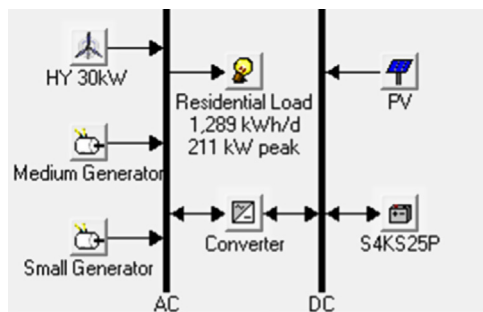 HY 30kW
Residential Load
1,289 kWh/d
211 kW peak
PV
Medium Generator
Small Generator
Converter
S4KS25P
AC
DC